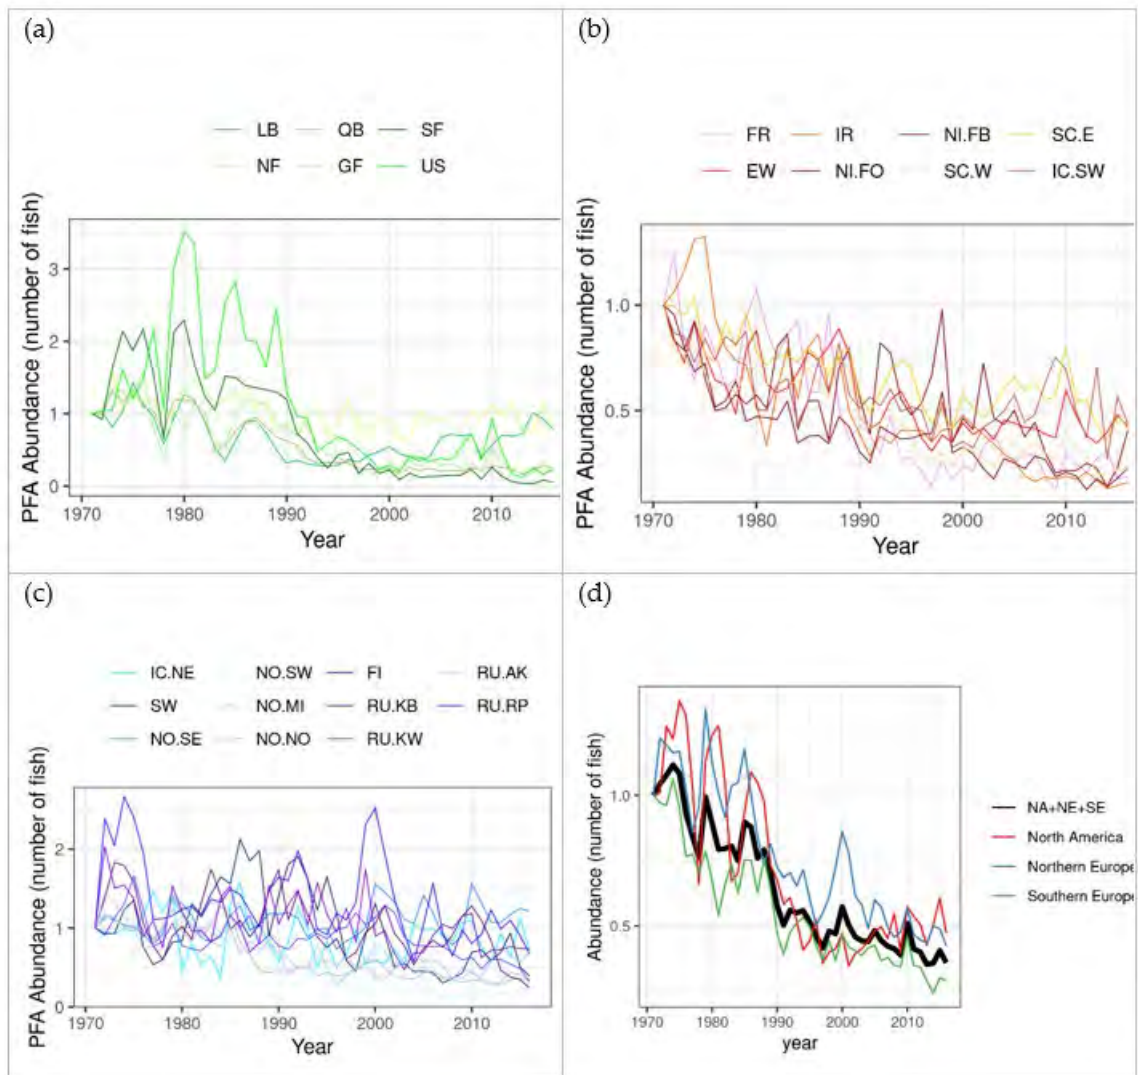 (a)
LB QB SF
NF GF US
PFA Abundance (number of fish)
3
2
1
0
1970 1980 1990 2000 2010
Year
(b)
FR IR NI.FB SC.E
EW NI.FO SC.W IC.SW
PFA Abundance (number of fish)
1.0
0.5
1970 1980 1990 2000 2010
Year
(c)
IC.NE NO.SW FI RU.AK
SW NO.MI RU.KB RU.RP
NO.SE NO.NO RU.KW
PFA Abundance (number of fish)
2
1
0
1970 1980 1990 2000 2010
Year
(d)
Abundance (number of fish)
1.0
0.5
1970 1980 1990 2000 2010
year
NA+NE+SE
North America
Northern Europe
Southern Europe